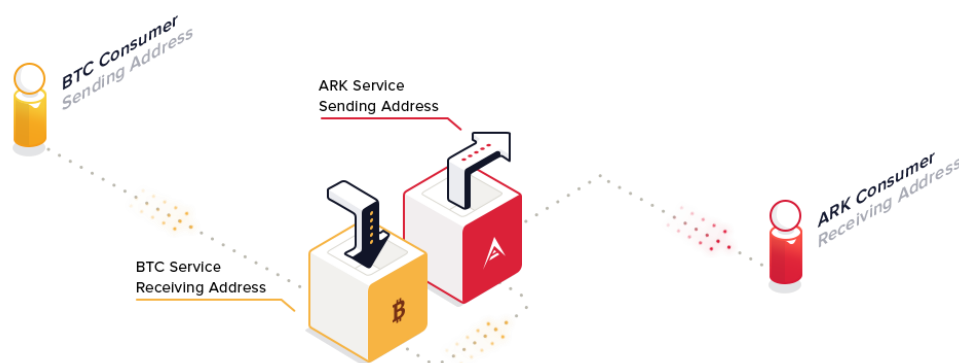 BTC Consumer
Sending Address
ARK Service
Sending Address
ARK Consumer
Receiving Address
BTC Service
Receiving Address